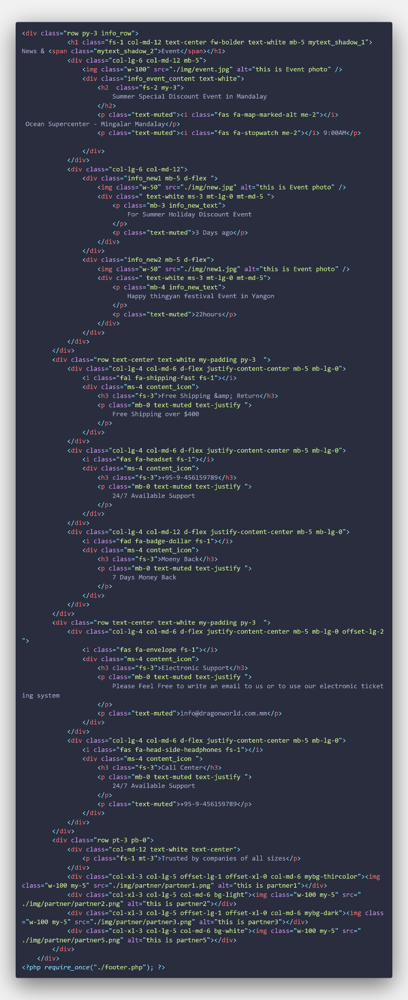 <div class="row py-3 info_row">
            <h1 class="fs-1 col-md-12 text-center fw-bolder text-white mb-5 mytext_shadow_1">
News & <span class="mytext_shadow_2">Event</span></h1>
            <div class="col-lg-6 col-md-12 mb-5">
                <img class="w-100" src="./img/event.jpg" alt="this is Event photo" />
                <div class="info_event_content text-white">
                    <h2  class="fs-2 my-3">
                        Summer Special Discount Event in Mandalay
                    </h2>
                    <p class="text-muted"><i class="fas fa-map-marked-alt me-2"></i>
 Ocean Supercenter - Mingalar Mandalay</p>
                    <p class="text-muted"><i class="fas fa-stopwatch me-2"></i> 9:00AM</p>

                </div>
            </div>
            <div class="col-lg-6 col-md-12">
                <div class="info_new1 mb-5 d-flex ">
                    <img class="w-50" src="./img/new.jpg" alt="this is Event photo" />
                    <div class=" text-white ms-3 mt-lg-0 mt-md-5 ">
                        <p class="mb-3 info_new_text">
                            For Summer Holiday Discount Event
                        </p>
                        <p class="text-muted">3 Days ago</p>
                    </div>
                </div>
                <div class="info_new2 mb-5 d-flex">
                    <img class="w-50" src="./img/new1.jpg" alt="this is Event photo" />
                    <div class=" text-white ms-3 mt-lg-0 mt-md-5">
                        <p class="mb-4 info_new_text">
                            Happy thingyan festival Event in Yangon
                        </p>
                        <p class="text-muted">22hours</p>
                    </div>
                </div>
            </div>
        </div>
        <div class="row text-center text-white my-padding py-3  ">
            <div class="col-lg-4 col-md-6 d-flex justify-content-center mb-5 mb-lg-0">
                <i class="fal fa-shipping-fast fs-1"></i>
                <div class="ms-4 content_icon">
                    <h3 class="fs-3">Free Shipping &amp; Return</h3>
                    <p class="mb-0 text-muted text-justify ">
                        Free Shipping over $400
                    </p>
                </div>
            </div>
            <div class="col-lg-4 col-md-6 d-flex justify-content-center mb-5 mb-lg-0">
                <i class="fas fa-headset fs-1"></i>
                <div class="ms-4 content_icon">
                    <h3 class="fs-3">+95-9-456159789</h3>
                    <p class="mb-0 text-muted text-justify ">
                        24/7 Available Support
                    </p>
                </div>
            </div>
            <div class="col-lg-4 col-md-12 d-flex justify-content-center mb-5 mb-lg-0">
                <i class="fad fa-badge-dollar fs-1"></i>
                <div class="ms-4 content_icon">
                    <h3 class="fs-3">Moeny Back</h3>
                    <p class="mb-0 text-muted text-justify ">
                        7 Days Money Back
                    </p>
                </div>
            </div>
        </div>
        <div class="row text-center text-white my-padding py-3  ">
            <div class="col-lg-4 col-md-6 d-flex justify-content-center mb-5 mb-lg-0 offset-lg-2
">
                <i class="fas fa-envelope fs-1"></i>
                <div class="ms-4 content_icon">
                    <h3 class="fs-3">Electronic Support</h3>
                    <p class="mb-0 text-muted text-justify ">
                        Please Feel Free to write an email to us or to use our electronic ticket
ing system
                    </p>
                    <p class="text-muted">info@dragonworld.com.mm</p>
                </div>
            </div>
            <div class="col-lg-4 col-md-6 d-flex justify-content-center mb-5 mb-lg-0">
                <i class="fas fa-head-side-headphones fs-1"></i>
                <div class="ms-4 content_icon ">
                    <h3 class="fs-3">Call Center</h3>
                    <p class="mb-0 text-muted text-justify ">
                        24/7 Available Support
                    </p>
                    <p class="text-muted">+95-9-456159789</p>
                </div>
            </div>
        </div>
        <div class="row pt-3 pb-0">
            <div class="col-md-12 text-white text-center">
                <p class="fs-1 mt-3">Trusted by companies of all sizes</p>
            </div>
            <div class="col-xl-3 col-lg-5 offset-lg-1 offset-xl-0 col-md-6 mybg-thircolor"><img
class="w-100 my-5" src="./img/partner/partner1.png" alt="this is partner1"></div>
            <div class="col-xl-3 col-lg-5 col-md-6 bg-light"><img class="w-100 my-5" src="
./img/partner/partner2.png" alt="this is partner2"></div>
            <div class="col-xl-3 col-lg-5 offset-lg-1 offset-xl-0 col-md-6 mybg-dark"><img class
="w-100 my-5" src="./img/partner/partner3.png" alt="this is partner3"></div>
            <div class="col-xl-3 col-lg-5 col-md-6 bg-white"><img class="w-100 my-5" src="
./img/partner/partner5.png" alt="this is partner5"></div>
        </div>
    </div>
<?php require_once("./footer.php"); ?>